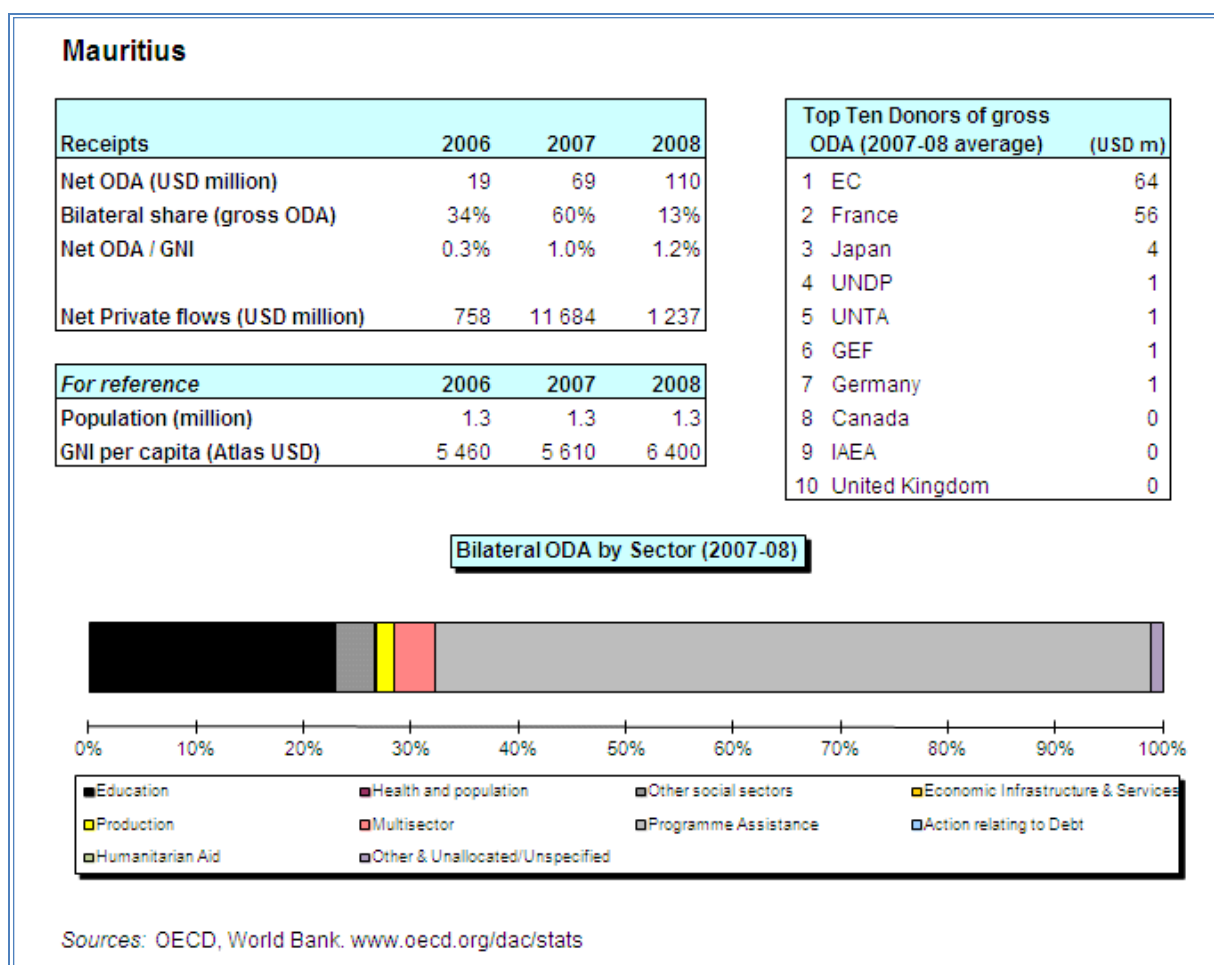 Mauritius
Receipts 2006 2007 2008
Net ODA (USD million) 19 69 110
Bilateral share (gross ODA) 34% 60% 13%
Net ODA / GNI 0.3% 1.0% 1.2%
Net Private flows (USD million) 758 11 684 1 237
For reference 2006 2007 2008
Population (million) 1.3 1.3 1.3
GNI per capita (Atlas USD) 5 460 5 610 6 400
Top Ten Donors of gross
ODA (2007-08 average) (USD m)
1 EC 64
2 France 56
3 Japan 4
4 UNDP 1
5 UNTA 1
6 GEF 1
7 Germany 1
8 Canada 0
9 IAEA 0
10 United Kingdom 0
Bilateral ODA by Sector (2007-08)
0% 10% 20% 30% 40% 50% 60% 70% 80% 90% 100%
Education Health and population Other social sectors Economic Infrastructure & Services
Production Multisector Programme Assistance Action relating to Debt
Humanitarian Aid Other & Unallocated/Unspecified
Sources: OECD, World Bank. www.oecd.org/dac/stats